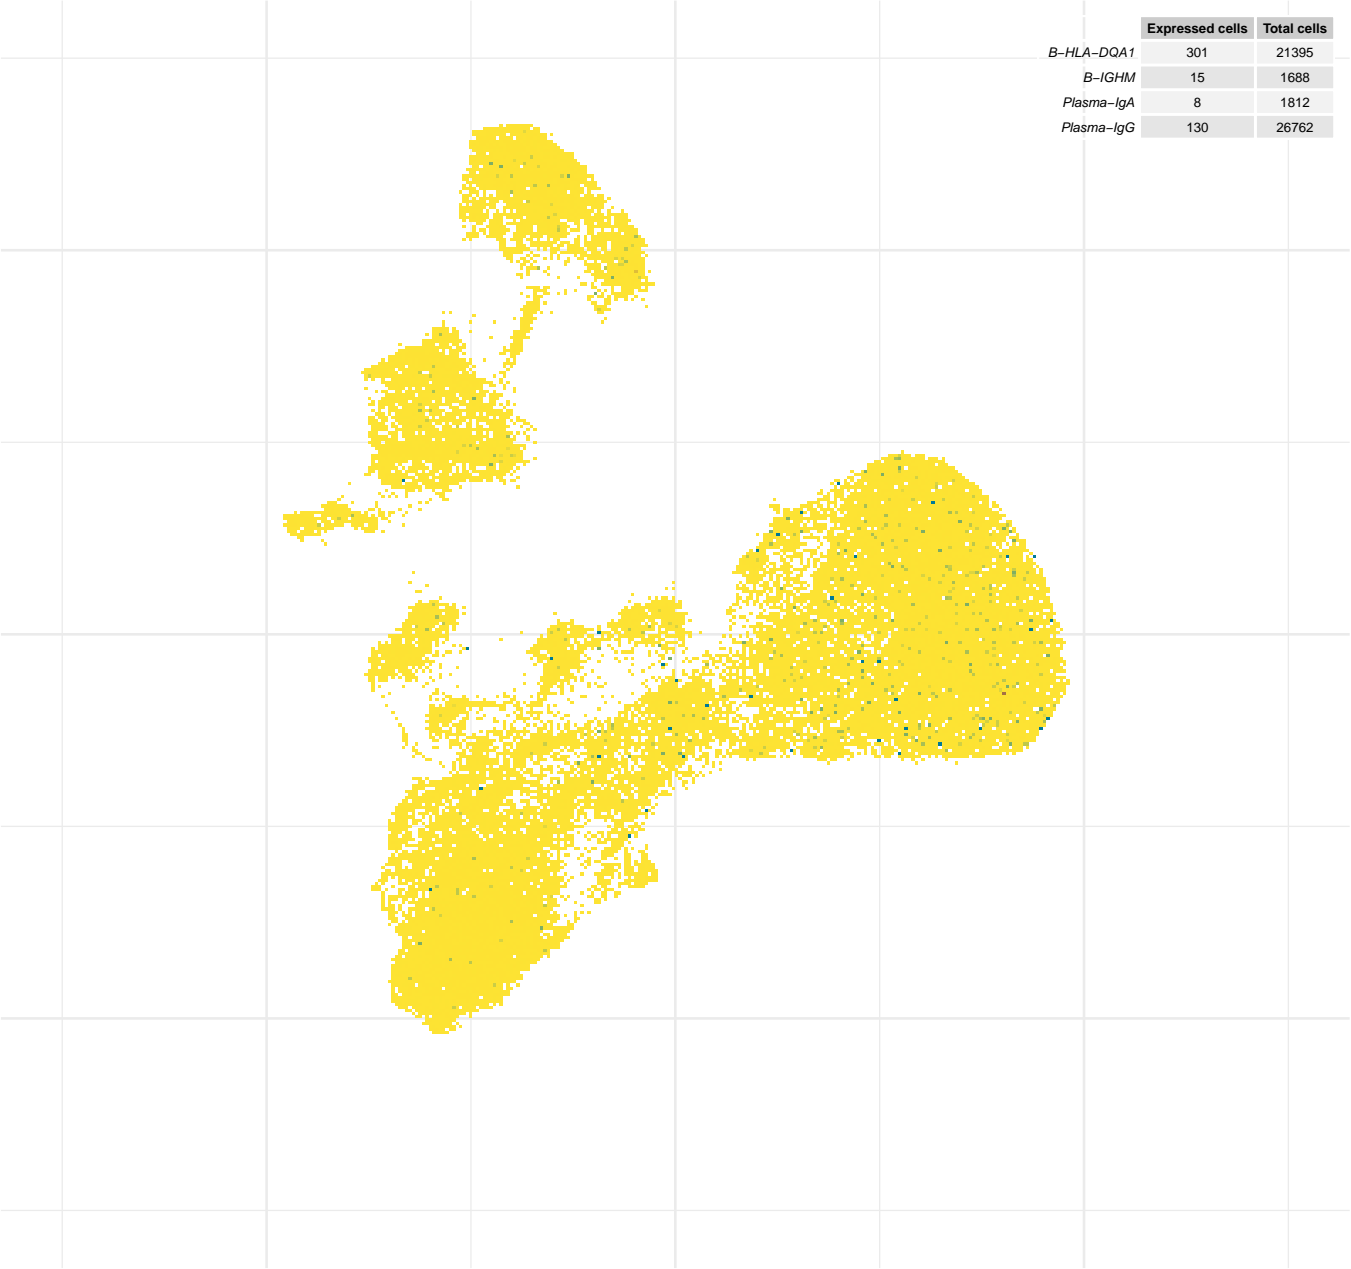 Expressed cells Total cells
B−HLA−DQA1 301 21395
B−IGHM 15 1688
Plasma−IgA 8 1812
Plasma−IgG 130 26762